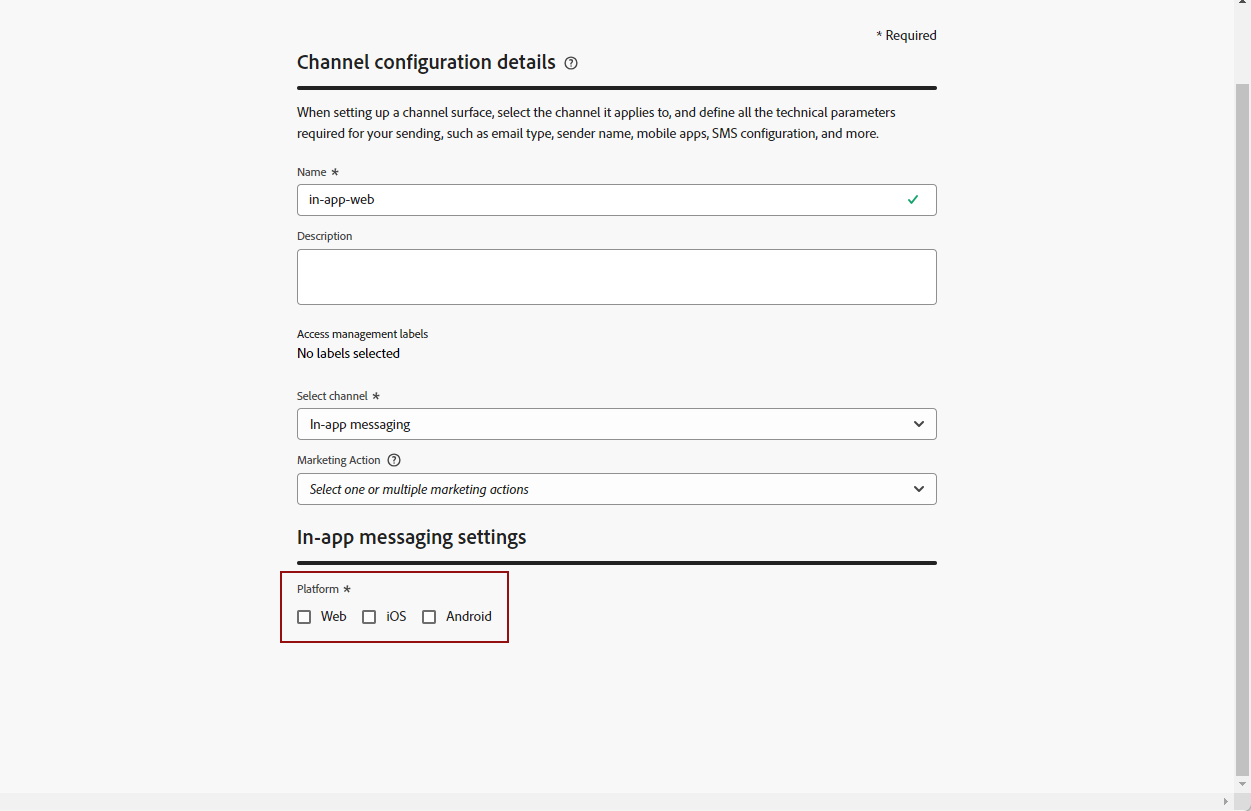 * Required
Channel configuration details
When setting up a channel surface, select the channel it applies to, and define all the technical parameters
required for your sending, such as email type, sender name, mobile apps, SMS configuration, and more.
Name *
in-app-web
Description
Access management labels
No labels selected
Select channel *
In-app messaging
Marketing Action
Select one or multiple marketing actions
In-app messaging settings
Platform *
Web iOS Android